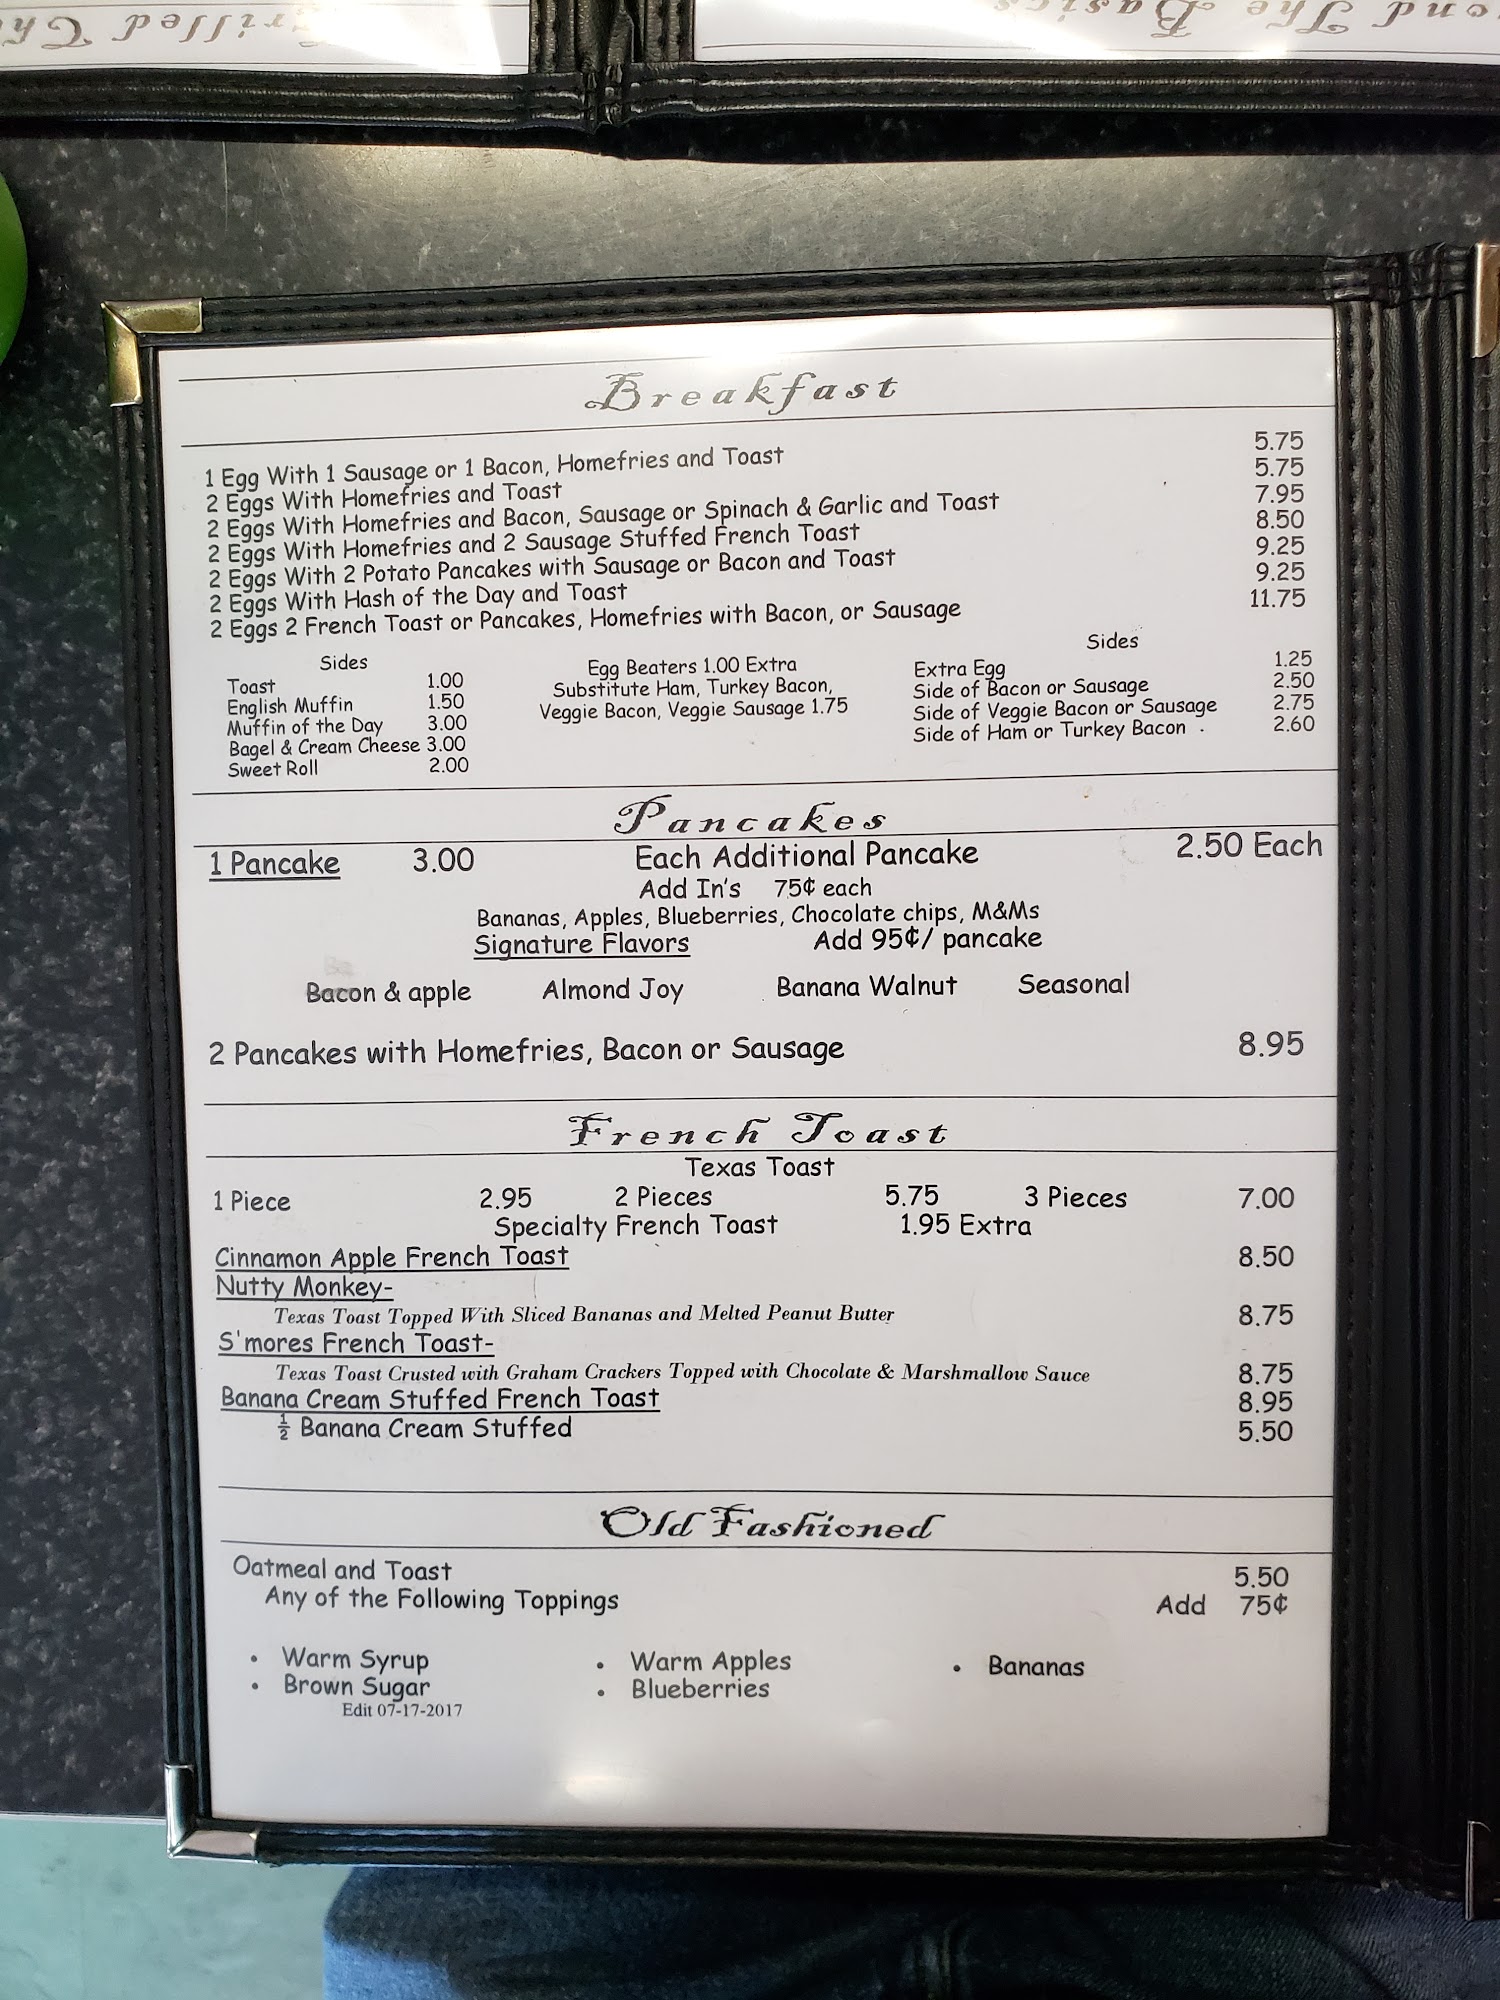 Grilled Ch
ond The Basics
Breakfast
1 Egg With 1 Sausage or 1 Bacon, Homefries and Toast 5.75
2 Eggs With Homefries and Toast 5.75
2 Eggs With Homefries and Bacon, Sausage or Spinach & Garlic and Toast 7.95
2 Eggs With Homefries and 2 Sausage Stuffed French Toast 8.50
2 Eggs With 2 Potato Pancakes with Sausage or Bacon and Toast 9.25
2 Eggs With Hash of the Day and Toast 9.25
2 Eggs 2 French Toast or Pancakes, Homefries with Bacon, or Sausage 11.75
Sides
Toast 1.00
English Muffin 1.50
Muffin of the Day 3.00
Bagel & Cream Cheese 3.00
Sweet Roll 2.00
Egg Beaters 1.00 Extra
Substitute Ham, Turkey Bacon,
Veggie Bacon, Veggie Sausage 1.75
Sides
Extra Egg 1.25
Side of Bacon or Sausage 2.50
Side of Veggie Bacon or Sausage 2.75
Side of Ham or Turkey Bacon 2.60
Pancakes
1 Pancake 3.00 Each Additional Pancake 2.50 Each
Add In's 75¢ each
Bananas, Apples, Blueberries, Chocolate chips, M&Ms
Signature Flavors Add 95¢/ pancake
Bacon & apple Almond Joy Banana Walnut Seasonal
2 Pancakes with Homefries, Bacon or Sausage 8.95
French Toast
Texas Toast
1 Piece 2.95 2 Pieces 5.75 3 Pieces 7.00
Specialty French Toast 1.95 Extra
Cinnamon Apple French Toast 8.50
Nutty Monkey-
Texas Toast Topped With Sliced Bananas and Melted Peanut Butter 8.75
S'mores French Toast-
Texas Toast Crusted with Graham Crackers Topped with Chocolate & Marshmallow Sauce 8.75
Banana Cream Stuffed French Toast 8.95
½ Banana Cream Stuffed 5.50
Old Fashioned
Oatmeal and Toast 5.50
Any of the Following Toppings Add 75¢
• Warm Syrup • Warm Apples • Bananas
• Brown Sugar • Blueberries
Edit 07-17-2017